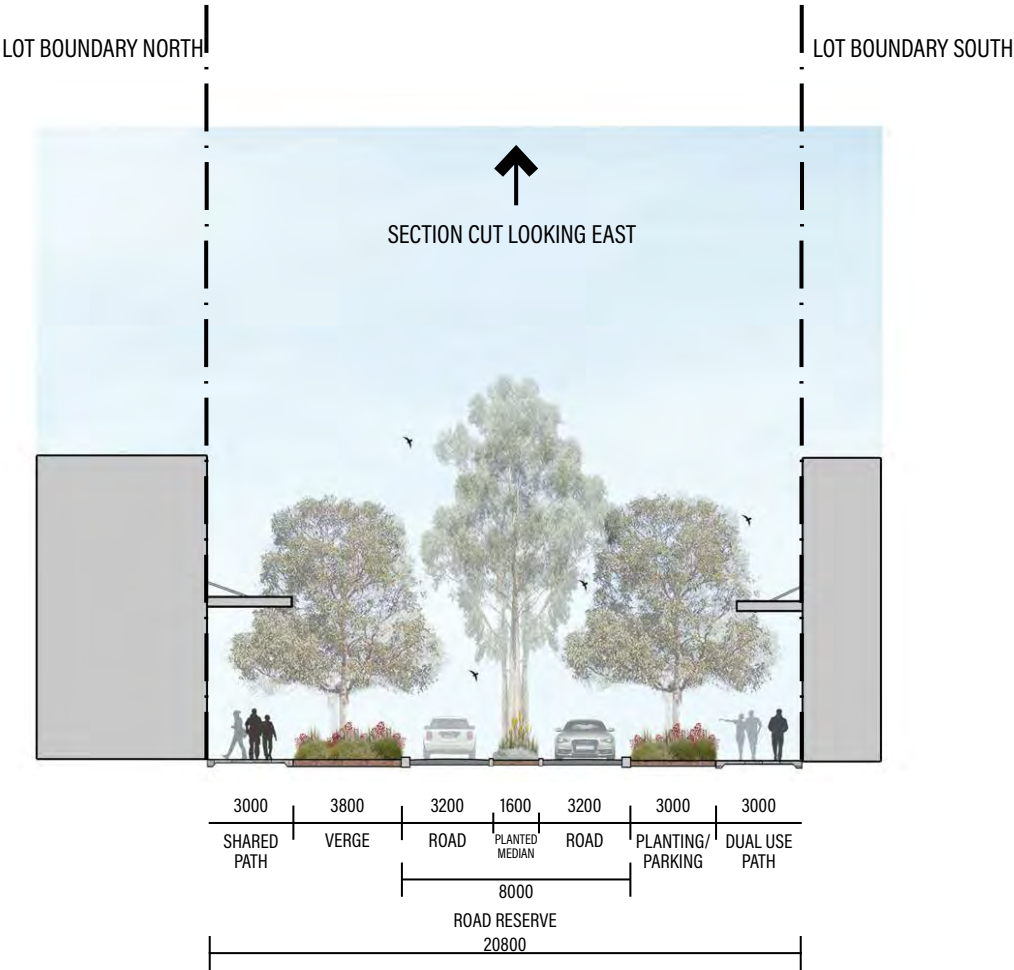 LOT BOUNDARY NORTH
LOT BOUNDARY SOUTH
SECTION CUT LOOKING EAST
3000 3800 3200 1600 3200 3000 3000
SHARED
PATH
VERGE
ROAD
PLANTED
MEDIAN
ROAD
PLANTING/
PARKING
DUAL USE
PATH
8000
ROAD RESERVE
20800